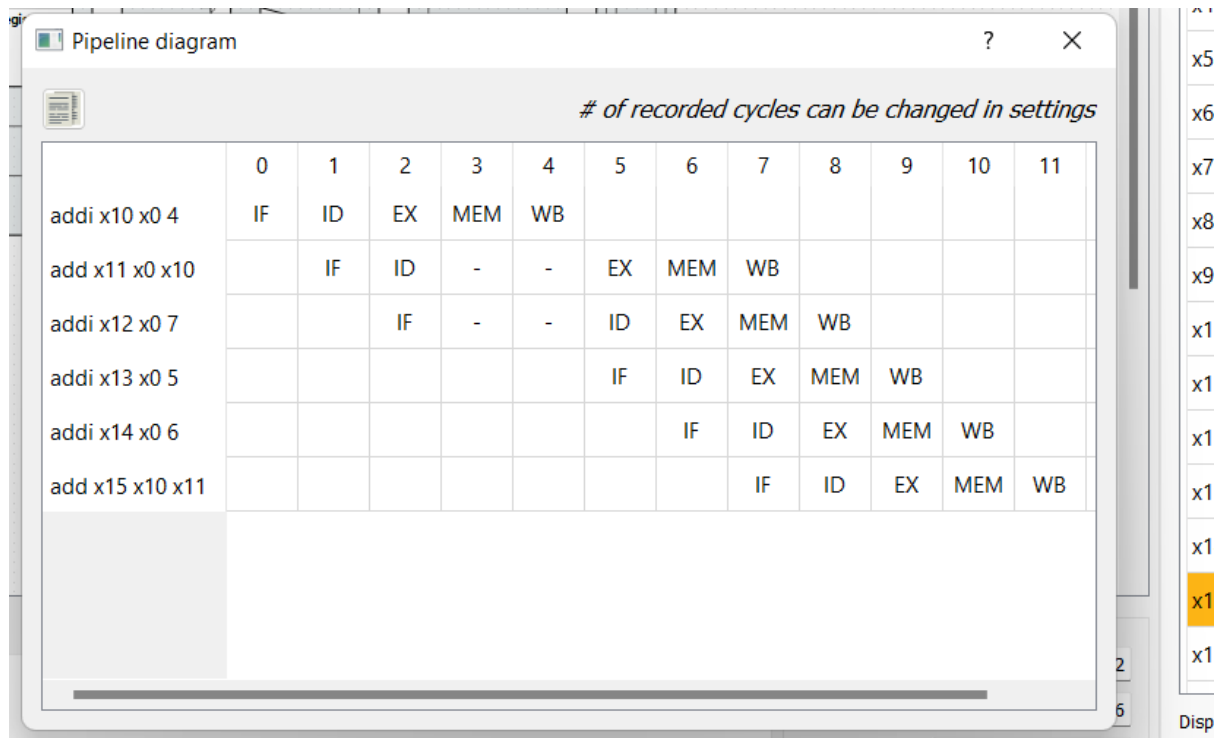 Pipeline diagram ? ×
# of recorded cycles can be changed in settings
0 1 2 3 4 5 6 7 8 9 10 11
addi x10 x0 4 IF ID EX MEM WB
add x11 x0 x10 IF ID - - EX MEM WB
addi x12 x0 7 IF - - ID EX MEM WB
addi x13 x0 5 IF ID EX MEM WB
addi x14 x0 6 IF ID EX MEM WB
add x15 x10 x11 IF ID EX MEM WB
x5
x6
x7
x8
x9
x1
x1
x1
x1
x1
x1
x1
2
6
Disp